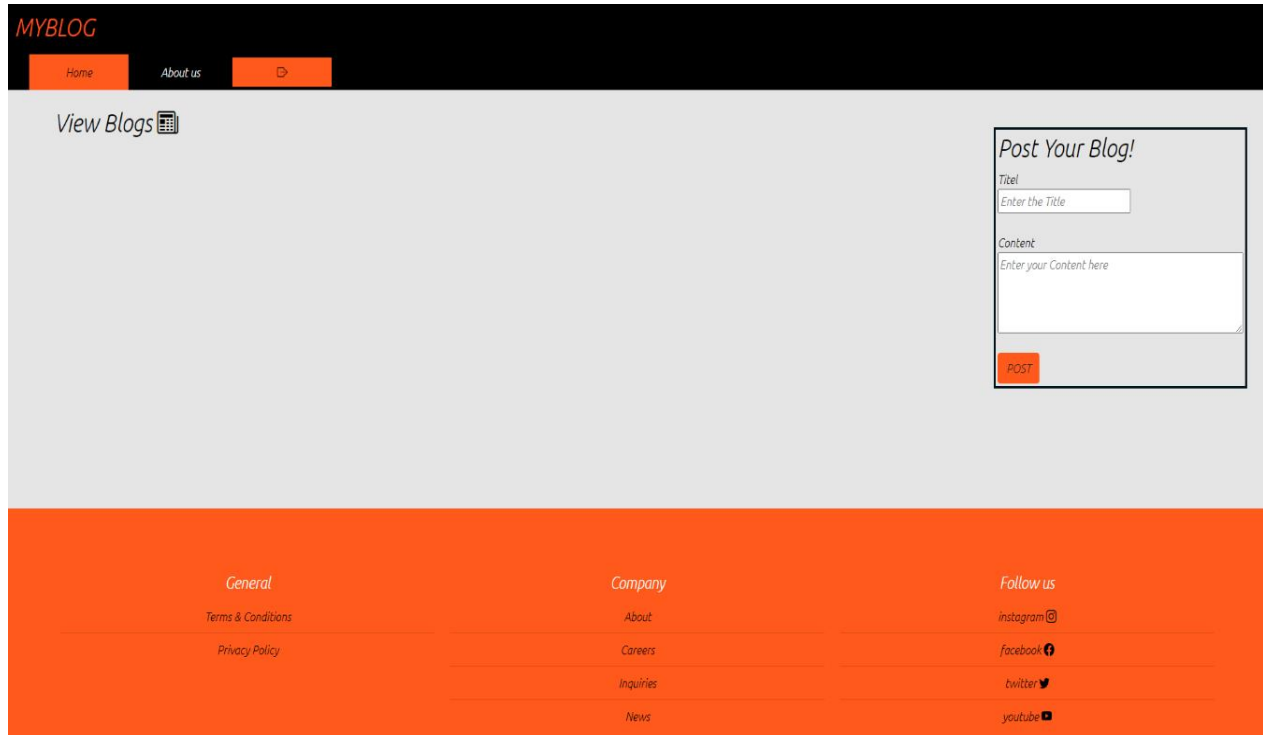 MYBLOG
Home About us
View Blogs
Post Your Blog!
Titel
Enter the Title
Content
Enter your Content here
POST
General Company Follow us
Terms & Conditions About instagram
Privacy Policy Careers facebook
Inquiries twitter
News youtube